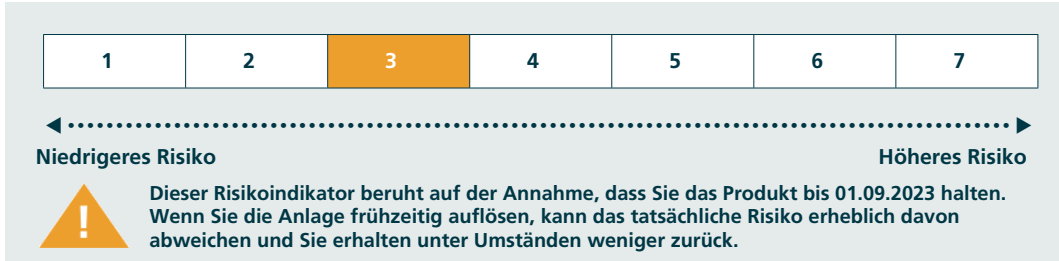 1 2 3 4 5 6 7
Niedrigeres Risiko Höheres Risiko
Dieser Risikoindikator beruht auf der Annahme, dass Sie das Produkt bis 01.09.2023 halten.
Wenn Sie die Anlage frühzeitig auflösen, kann das tatsächliche Risiko erheblich davon
abweichen und Sie erhalten unter Umständen weniger zurück.